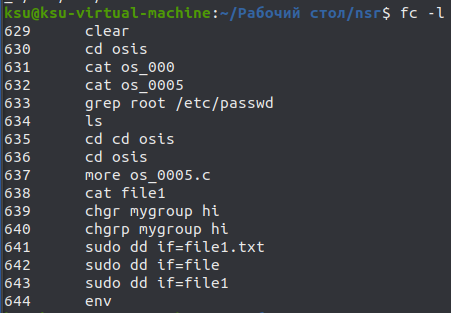 ksu@ksu-virtual-machine:~/Рабочий стол/nsr$ fc -l
629 clear
630 cd osis
631 cat os_000
632 cat os_0005
633 grep root /etc/passwd
634 ls
635 cd cd osis
636 cd osis
637 more os_0005.c
638 cat file1
639 chgr mygroup hi
640 chgrp mygroup hi
641 sudo dd if=file1.txt
642 sudo dd if=file
643 sudo dd if=file1
644 env